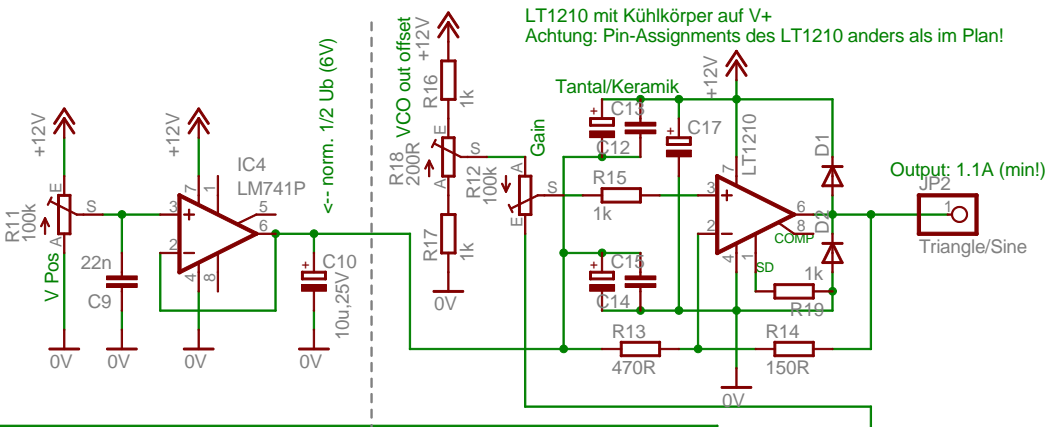 LT1210 mit Kühlkörper auf V+
Achtung: Pin-Assignments des LT1210 anders als im Plan!
+12V
R11
100k
E
S
A
V Pos
0V
22n
C9
0V
+12V
IC4
LM741P
7
1
3
5
2
6
4
8
0V
<-- norm. 1/2 Ub (6V)
+
C10
10u,25V
0V
+12V
VCO out offset
R16
1k
R18
200R
E
S
A
R17
1k
0V
Gain
R12
100k
A
S
E
Tantal/Keramik
+
C13
C12
+
C17
R15
1k
+
C15
C14
+12V
LT1210
7
3
2
6
8
COMP
4
1
SD
D1
D2
1k
R19
R13
470R
R14
150R
0V
Output: 1.1A (min!)
JP2
1
Triangle/Sine